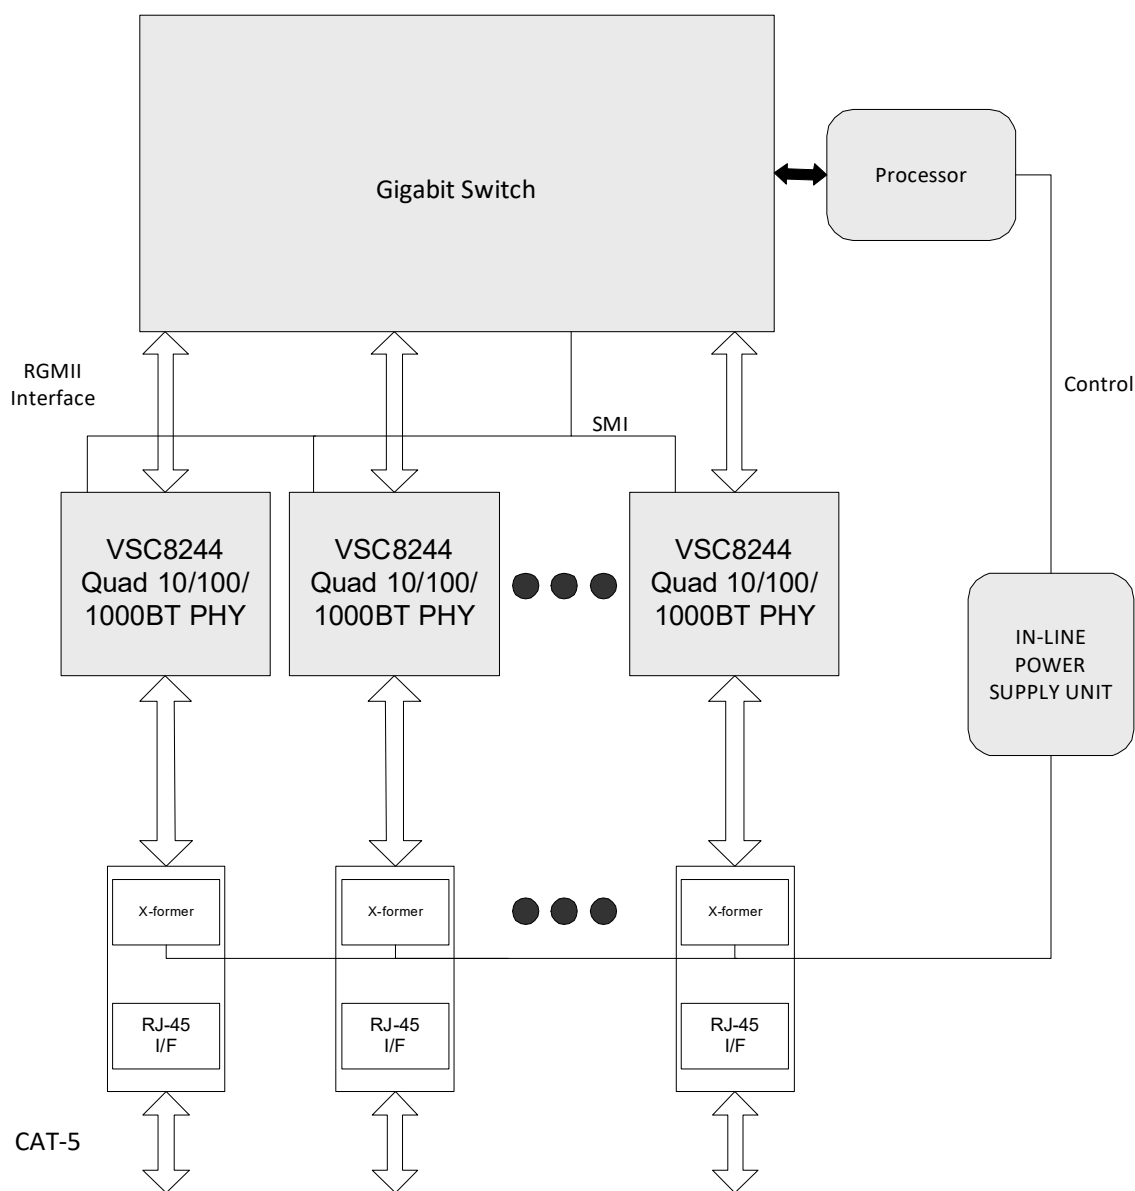 Gigabit Switch
Processor
RGMII
Interface
SMI
Control
VSC8244
Quad 10/100/
1000BT PHY
VSC8244
Quad 10/100/
1000BT PHY
VSC8244
Quad 10/100/
1000BT PHY
IN-LINE
POWER
SUPPLY UNIT
X-former
X-former
X-former
RJ-45
I/F
RJ-45
I/F
RJ-45
I/F
CAT-5